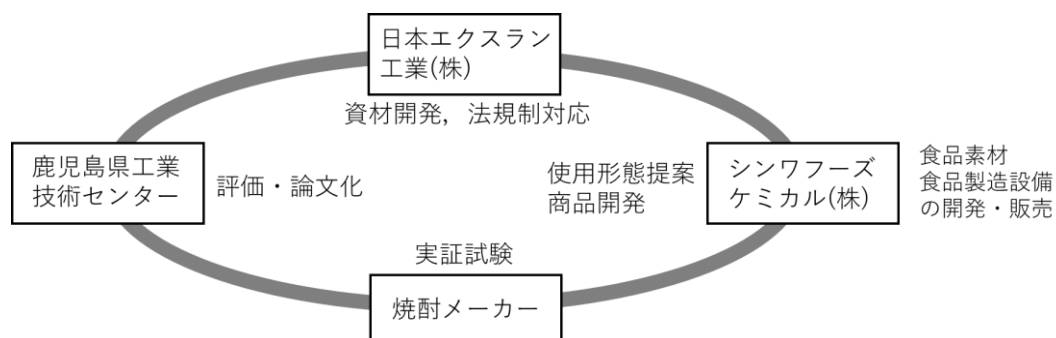 日本エクスラン
工業(株)
資材開発，法規制対応
鹿児島県工業
技術センター
評価・論文化
使用形態提案
商品開発
シンワフーズ
ケミカル(株)
食品素材
食品製造設備
の開発・販売
実証試験
焼酎メーカー